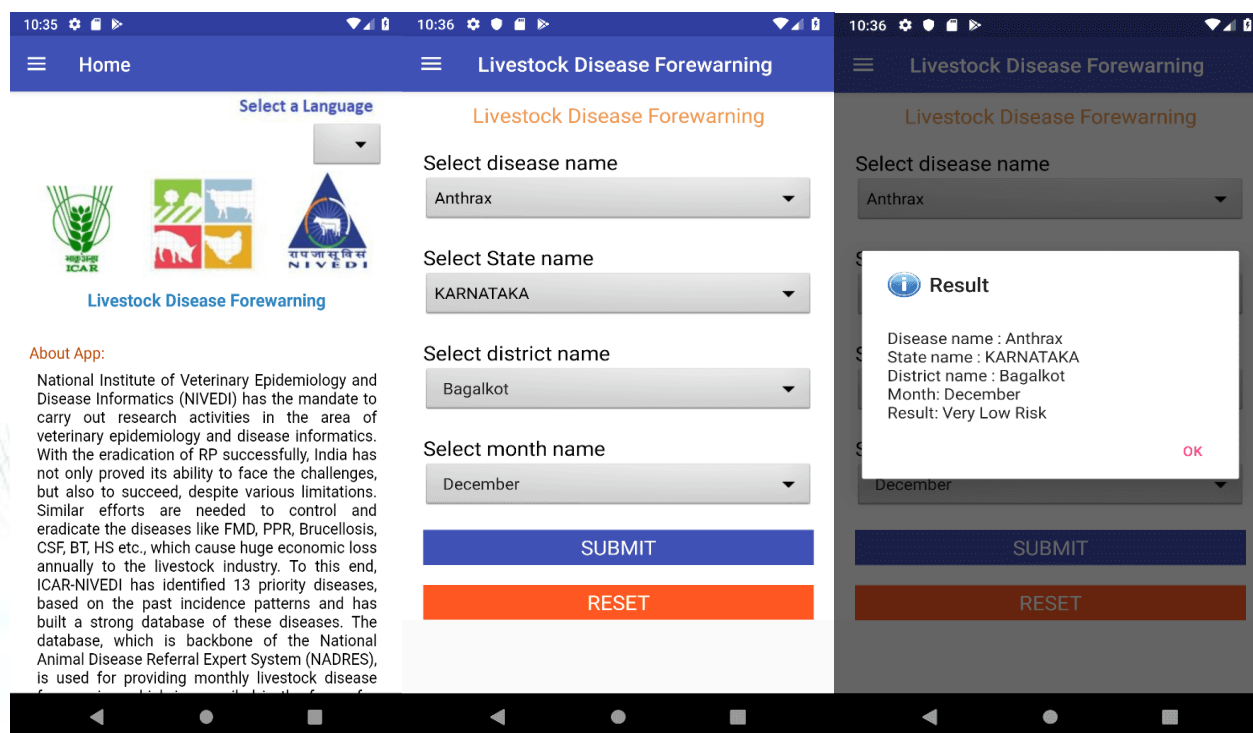 10:35
Home
Select a Language
ICAR
रा प जा सू वि सं
NIVEDI
Livestock Disease Forewarning
About App:
National Institute of Veterinary Epidemiology and
Disease Informatics (NIVEDI) has the mandate to
carry out research activities in the area of
veterinary epidemiology and disease informatics.
With the eradication of RP successfully, India has
not only proved its ability to face the challenges,
but also to succeed, despite various limitations.
Similar efforts are needed to control and
eradicate the diseases like FMD, PPR, Brucellosis,
CSF, BT, HS etc., which cause huge economic loss
annually to the livestock industry. To this end,
ICAR-NIVEDI has identified 13 priority diseases,
based on the past incidence patterns and has
built a strong database of these diseases. The
database, which is backbone of the National
Animal Disease Referral Expert System (NADRES),
is used for providing monthly livestock disease
10:36
Livestock Disease Forewarning
Livestock Disease Forewarning
Select disease name
Anthrax
Select State name
KARNATAKA
Select district name
Bagalkot
Select month name
December
SUBMIT
RESET
10:36
Livestock Disease Forewarning
Livestock Disease Forewarning
Select disease name
Anthrax
Result
Disease name : Anthrax
State name : KARNATAKA
District name : Bagalkot
Month: December
Result: Very Low Risk
OK
December
SUBMIT
RESET